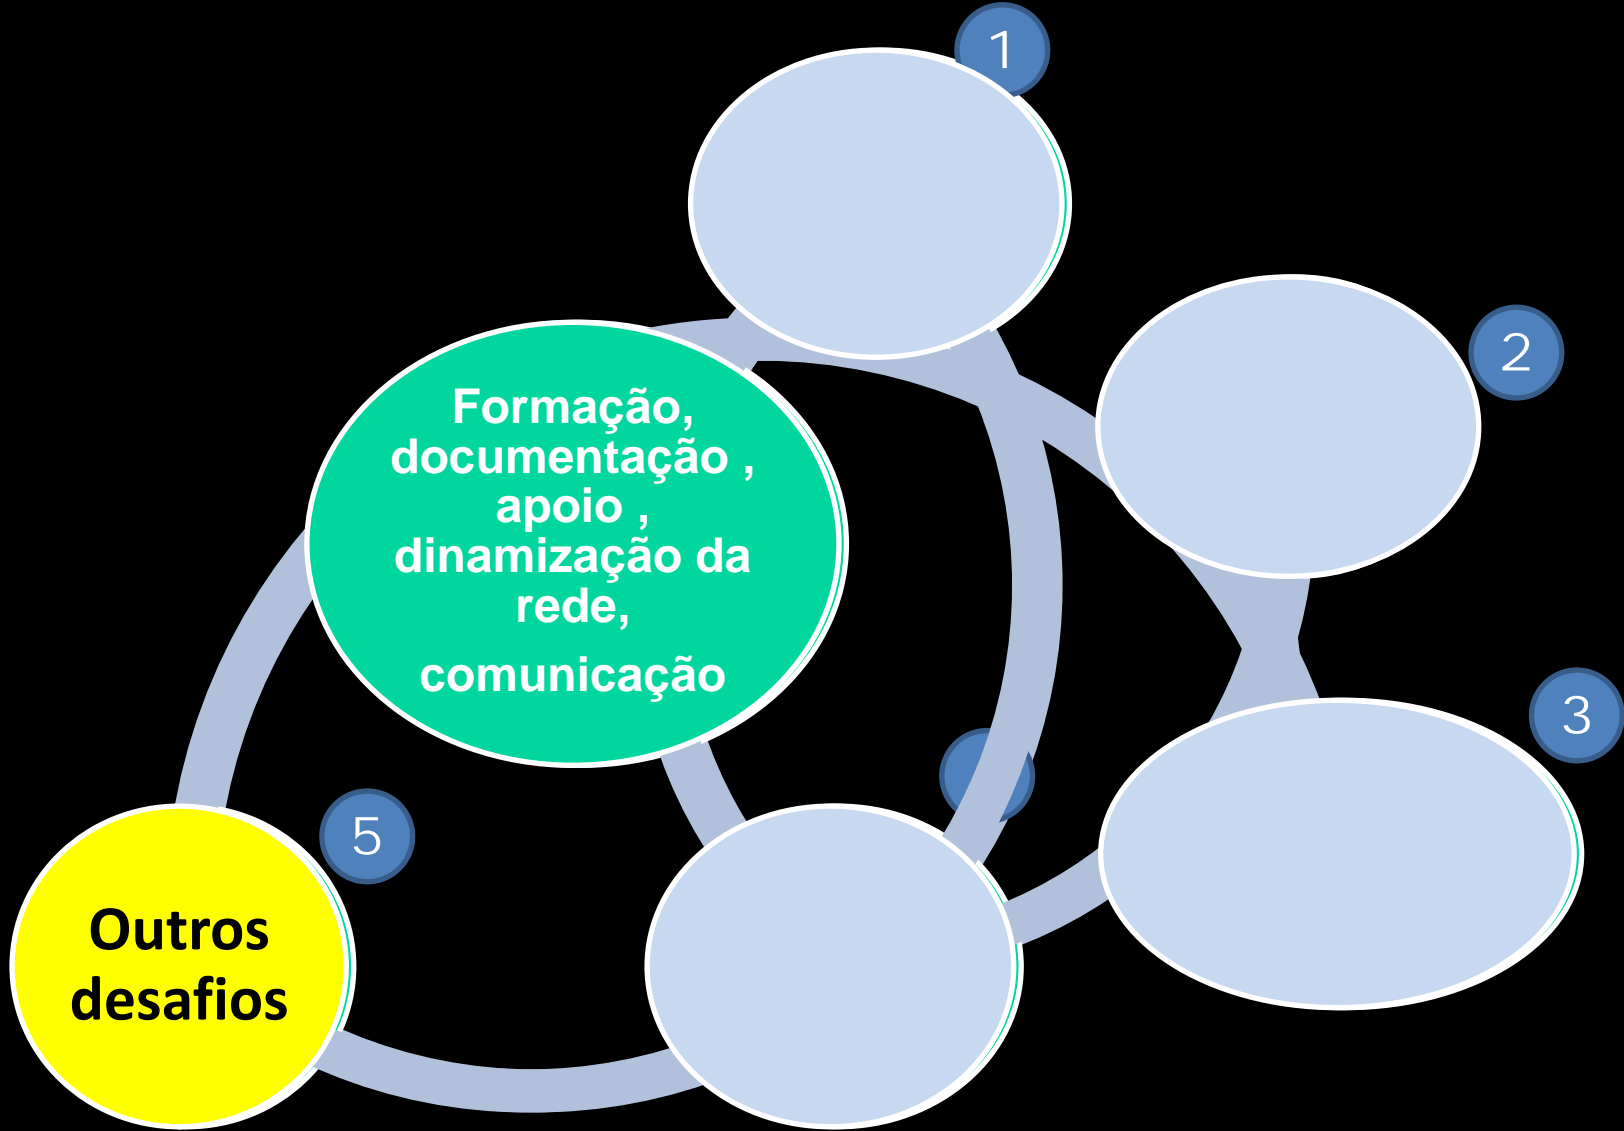 1
2
Formação,
documentação ,
apoio ,
dinamização da
rede,
comunicação
3
5
Outros
desafios